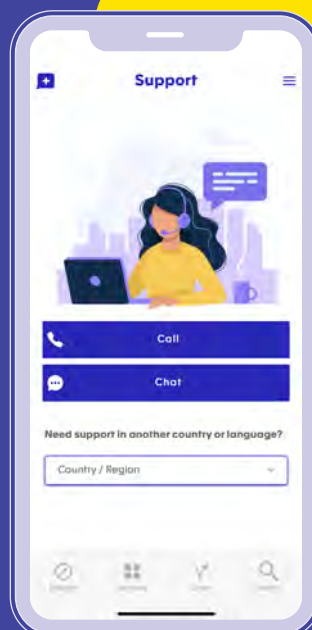 Support
Call
Chat
Need support in another country or language?
Country / Region